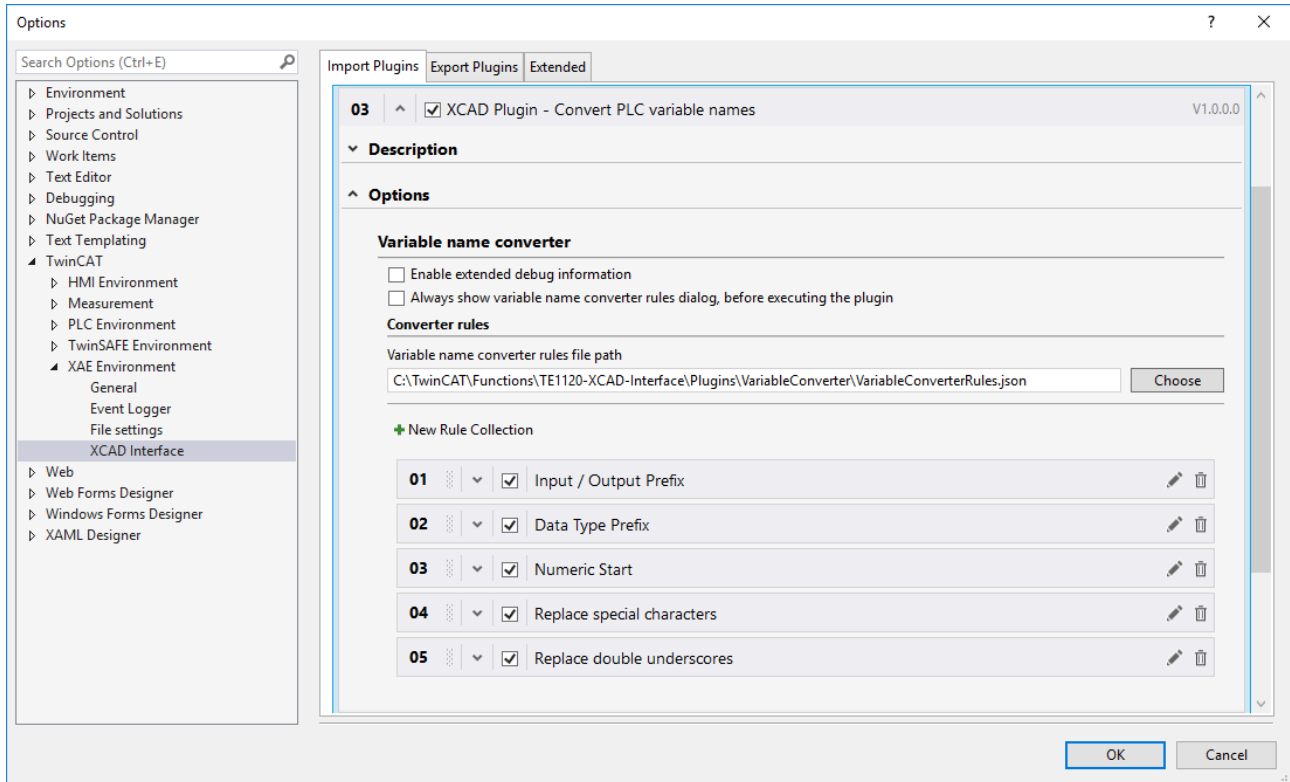 Options
?
Search Options (Ctrl+E)
Environment
Projects and Solutions
Source Control
Work Items
Text Editor
Debugging
NuGet Package Manager
Text Templating
TwinCAT
HMI Environment
Measurement
PLC Environment
TwinSAFE Environment
XAE Environment
General
Event Logger
File settings
XCAD Interface
Web
Web Forms Designer
Windows Forms Designer
XAML Designer
Import Plugins Export Plugins Extended
03 XCAD Plugin - Convert PLC variable names V1.0.0.0
Description
Options
Variable name converter
Enable extended debug information
Always show variable name converter rules dialog, before executing the plugin
Converter rules
Variable name converter rules file path
C:\TwinCAT\Functions\TE1120-XCAD-Interface\Plugins\VariableConverter\VariableConverterRules.json Choose
New Rule Collection
01 Input / Output Prefix
02 Data Type Prefix
03 Numeric Start
04 Replace special characters
05 Replace double underscores
OK Cancel